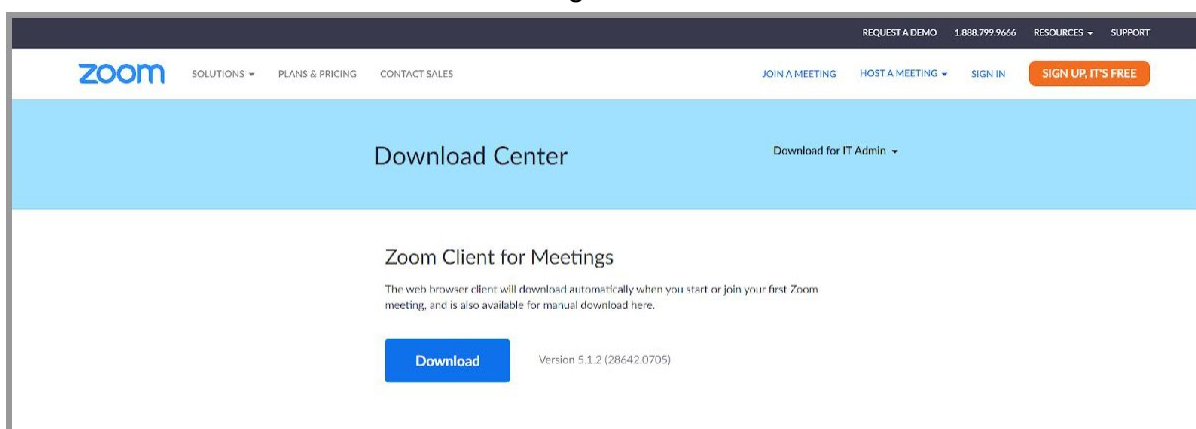 REQUEST A DEMO 1.888.799.9666 RESOURCES SUPPORT
zoom SOLUTIONS PLANS & PRICING CONTACT SALES JOIN A MEETING HOST A MEETING SIGN IN SIGN UP, IT'S FREE
Download Center Download for IT Admin
Zoom Client for Meetings
The web browser client will download automatically when you start or join your first Zoom
meeting, and is also available for manual download here.
Download Version 5.1.2 (28642.0705)